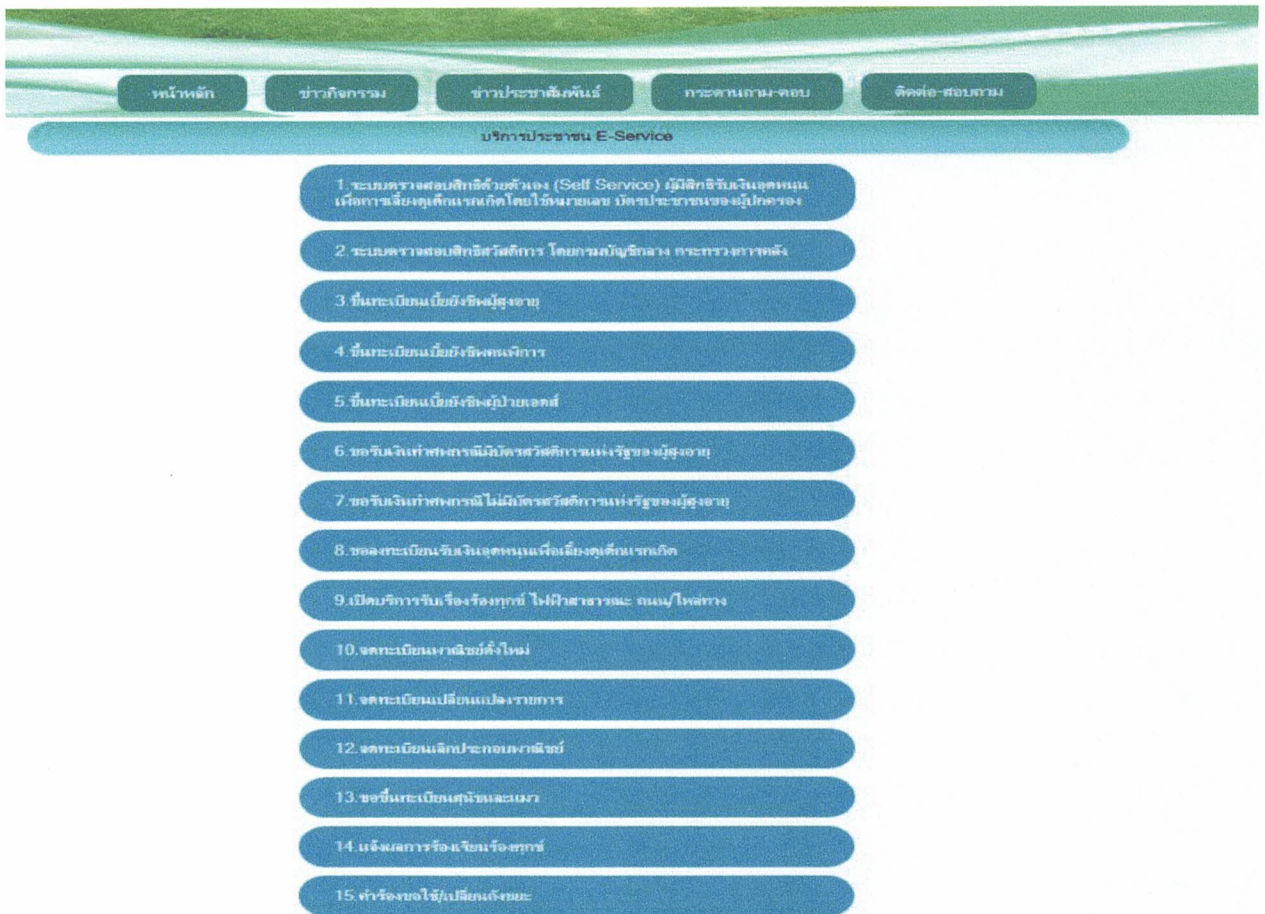 หน้าหลัก
ข่าวกิจกรรม
ข่าวประชาสัมพันธ์
กระดานถาม-ตอบ
ติดต่อ-สอบถาม
บริการประชาชน E-Service
1.ระบบตรวจสอบสิทธิด้วยตัวเอง (Self Service) ผู้มีสิทธิรับเงินอุดหนุน
เพื่อการเลี้ยงดูเด็กแรกเกิดโดยใช้หมายเลข บัตรประชาชนของผู้ปกครอง
2.ระบบตรวจสอบสิทธิสวัสดิการ โดยกรมบัญชีกลาง กระทรวงการคลัง
3.ขึ้นทะเบียนเบี้ยยังชีพผู้สูงอายุ
4.ขึ้นทะเบียนเบี้ยยังชีพคนพิการ
5.ขึ้นทะเบียนเบี้ยยังชีพผู้ป่วยเอดส์
6.ขอรับเงินทำศพกรณีมีบัตรสวัสดิการแห่งรัฐของผู้สูงอายุ
7.ขอรับเงินทำศพกรณีไม่มีบัตรสวัสดิการแห่งรัฐของผู้สูงอายุ
8.ขอลงทะเบียนรับเงินอุดหนุนเพื่อเลี้ยงดูเด็กแรกเกิด
9.เปิดบริการรับเรื่องร้องทุกข์ ไฟฟ้าสาธารณะ ถนน/ไหล่ทาง
10.จดทะเบียนพาณิชย์ตั้งใหม่
11.จดทะเบียนเปลี่ยนแปลงรายการ
12.จดทะเบียนเลิกประกอบพาณิชย์
13.ขอขึ้นทะเบียนสุนัขและแมว
14.แจ้งผลการร้องเรียนร้องทุกข์
15.คำร้องขอใช้/เปลี่ยนถังขยะ